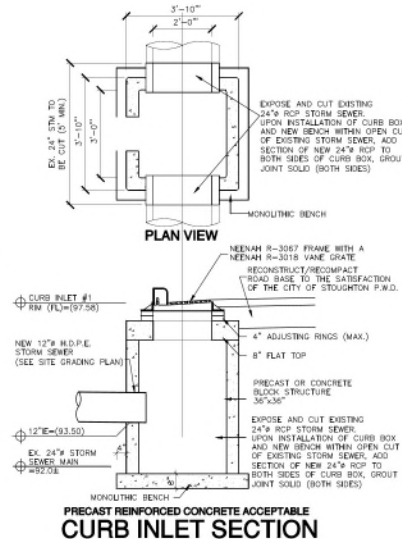 3'-10"
2'-0"
EX. 24" STM TO
BE CUT (5' MIN.)
3'-10"
3'-0"
EXPOSE AND CUT EXISTING
24"ø RCP STORM SEWER.
UPON INSTALLATION OF CURB BOX
AND NEW BENCH WITHIN OPEN CUT
OF EXISTING STORM SEWER, ADD
SECTION OF NEW 24"ø RCP TO
BOTH SIDES OF CURB BOX, GROUT
JOINT SOLID (BOTH SIDES)
MONOLITHIC BENCH
PLAN VIEW
NEENAH R-3067 FRAME WITH A
NEENAH R-3018 VANE GRATE
RECONSTRUCT/RECOMPACT
ROAD BASE TO THE SATISFACTION
OF THE CITY OF STOUGHTON P.W.D.
CURB INLET #1
RIM (FL)=(97.58)
4" ADJUSTING RINGS (MAX.)
8" FLAT TOP
NEW 12"ø H.D.P.E.
STORM SEWER
(SEE SITE GRADING PLAN)
PRECAST OR CONCRETE
BLOCK STRUCTURE
36"x36"
EXPOSE AND CUT EXISTING
24"ø RCP STORM SEWER.
UPON INSTALLATION OF CURB BOX
AND NEW BENCH WITHIN OPEN CUT
OF EXISTING STORM SEWER, ADD
SECTION OF NEW 24"ø RCP TO
BOTH SIDES OF CURB BOX, GROUT
JOINT SOLID (BOTH SIDES)
12"IE=(93.50)
EX. 24"ø STORM
SEWER MAIN
=92.0±
MONOLITHIC BENCH
PRECAST REINFORCED CONCRETE ACCEPTABLE
CURB INLET SECTION